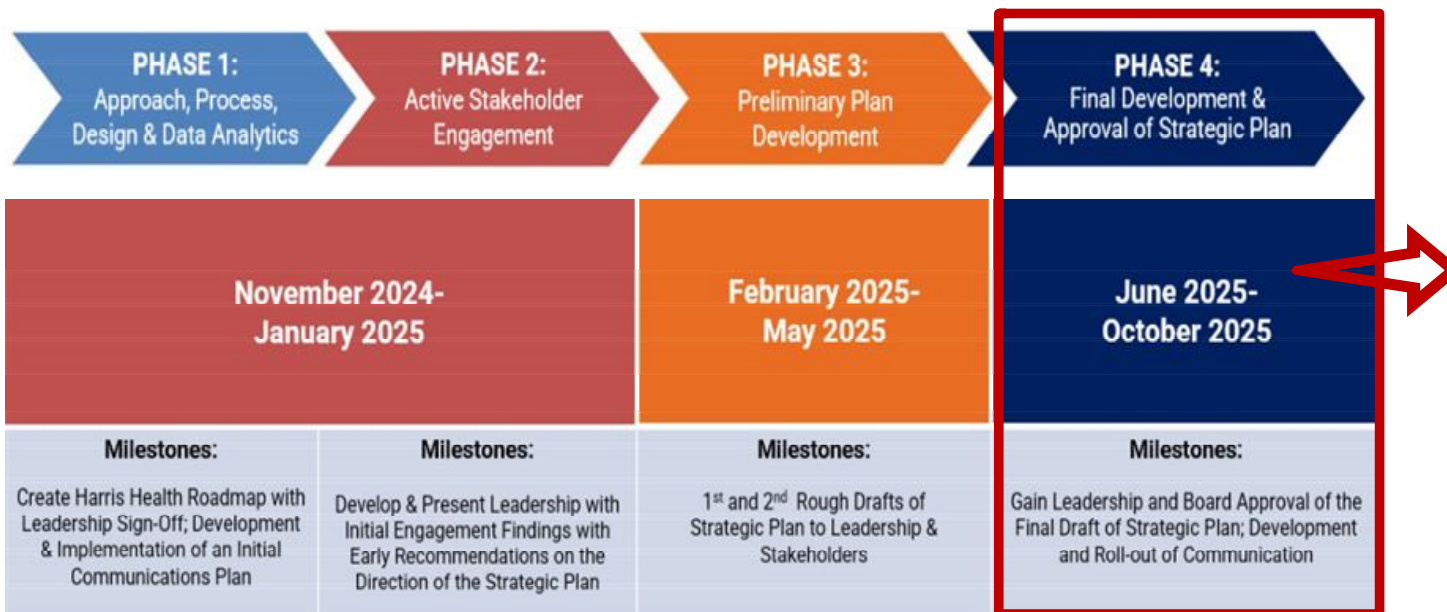 PHASE 1:
Approach, Process,
Design & Data Analytics
PHASE 2:
Active Stakeholder
Engagement
PHASE 3:
Preliminary Plan
Development
PHASE 4:
Final Development &
Approval of Strategic Plan
November 2024-
January 2025
February 2025-
May 2025
June 2025-
October 2025
Milestones:
Create Harris Health Roadmap with
Leadership Sign-Off; Development
& Implementation of an Initial
Communications Plan
Milestones:
Develop & Present Leadership with
Initial Engagement Findings with
Early Recommendations on the
Direction of the Strategic Plan
Milestones:
1st and 2nd Rough Drafts of
Strategic Plan to Leadership &
Stakeholders
Milestones:
Gain Leadership and Board Approval of the
Final Draft of Strategic Plan; Development
and Roll-out of Communication